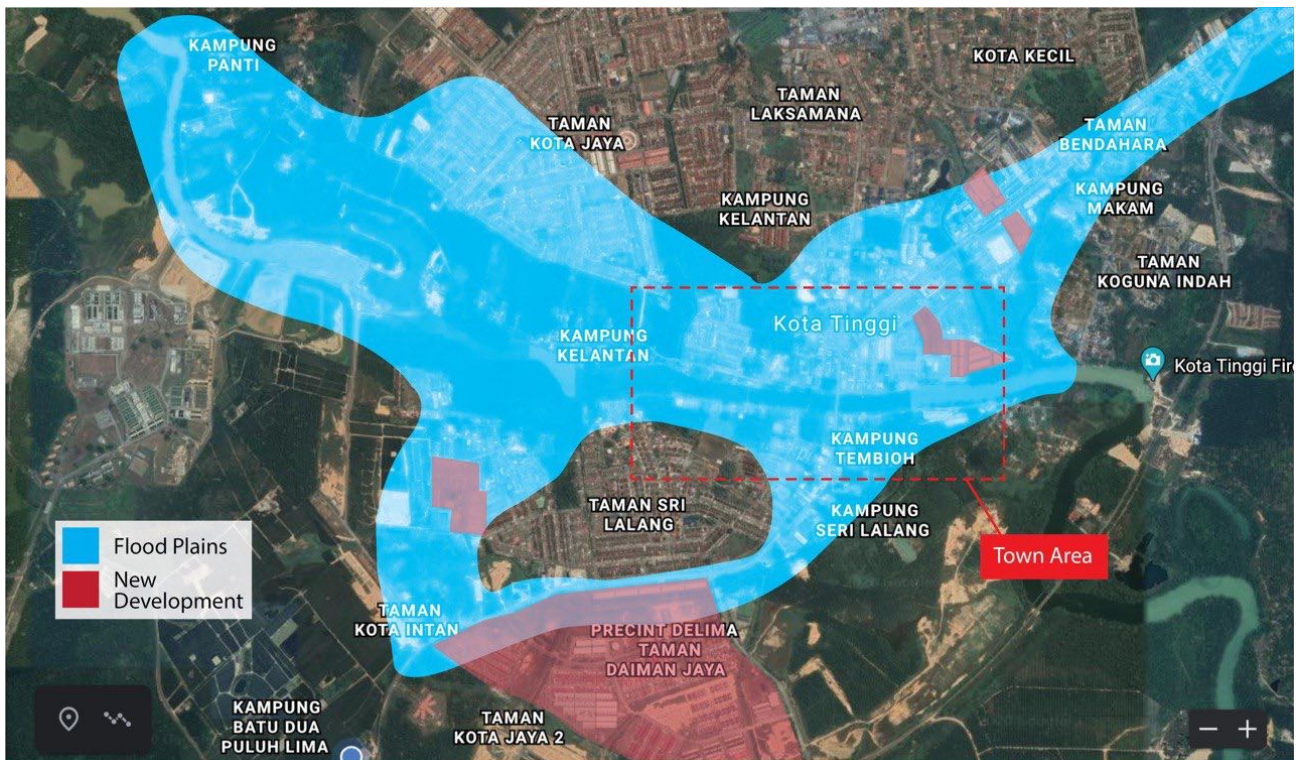 KAMPUNG
PANTI
KOTA KECIL
TAMAN
LAKSAMANA
TAMAN
KOTA JAYA
TAMAN
BENDAHARA
KAMPUNG
KELANTAN
KAMPUNG
MAKAM
TAMAN
KOGUNA INDAH
Kota Tinggi
KAMPUNG
KELANTAN
Kota Tinggi Fire
KAMPUNG
TEMBIOH
TAMAN SRI
LALANG
KAMPUNG
SERI LALANG
Town Area
Flood Plains
New
Development
TAMAN
KOTA INTAN
PRECINT DELIMA
TAMAN
DAIMAN JAYA
KAMPUNG
BATU DUA
PULUH LIMA
TAMAN
KOTA JAYA 2